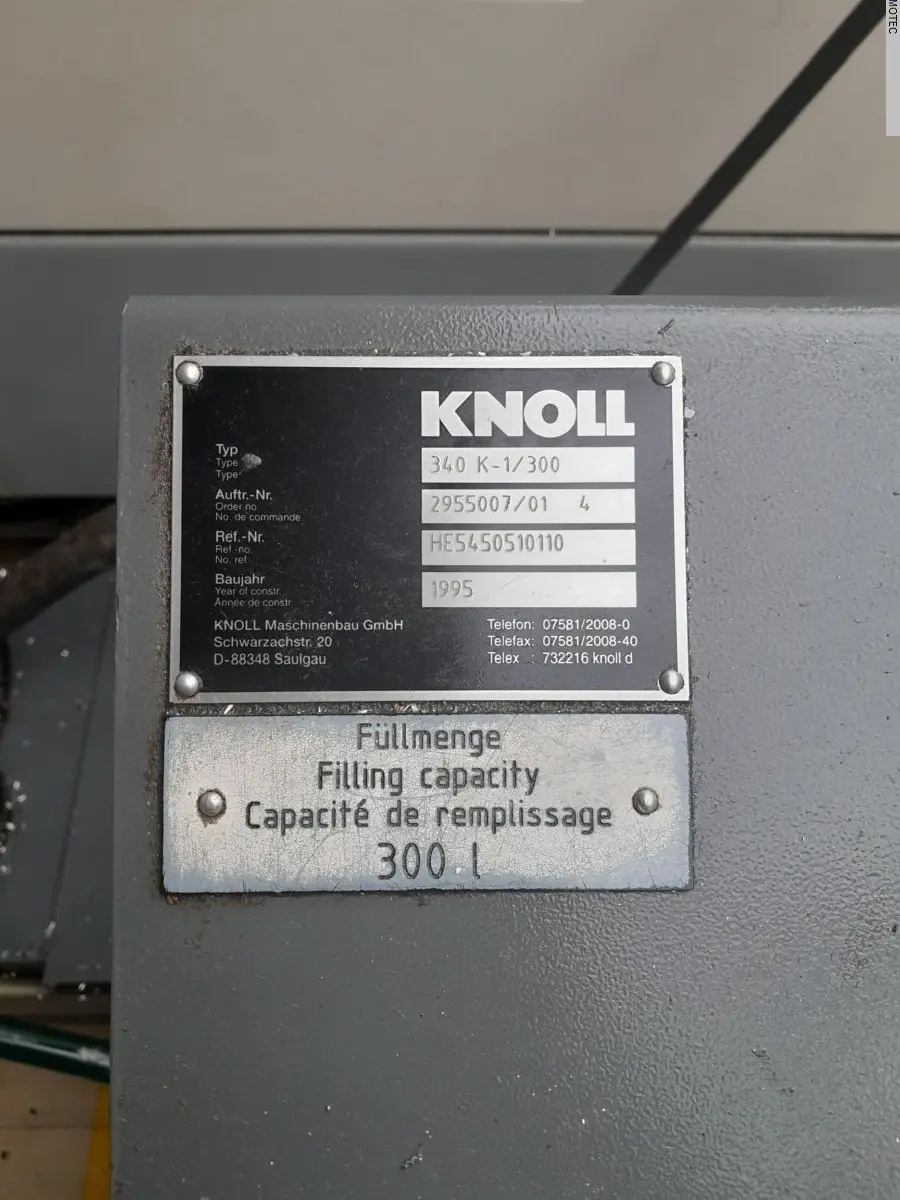 MOTEC
KNOLL
Typ
Type
Type
340 K-1/300
Auftr.-Nr.
Order no
No. de commande
2955007/01 4
Ref.-Nr.
Ref.-no
No. ref
HE5450510110
Baujahr
Year of constr.
Année de constr
1995
KNOLL Maschinenbau GmbH
Schwarzachstr. 20
D-88348 Saulgau
Telefon: 07581/2008-0
Telefax: 07581/2008-40
Telex : 732216 knoll d
Füllmenge
Filling capacity
Capacité de remplissage
300 l